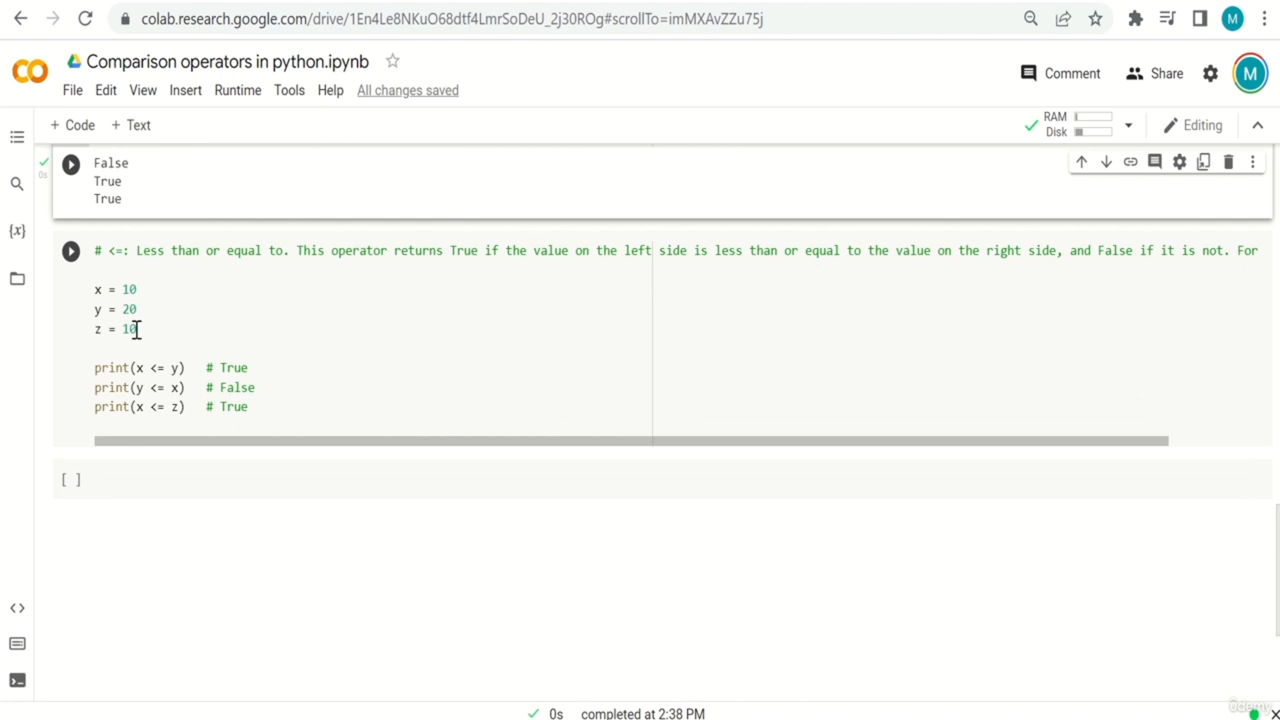 colab.research.google.com/drive/1En4Le8NKuO68dtf4LmrSoDeU_2j30ROg#scrollTo=imMXAvZZu75j
M
CO
Comparison operators in python.ipynb
Comment
Share
M
File Edit View Insert Runtime Tools Help All changes saved
+ Code + Text
RAM
Disk
Editing
0s
False
True
True
{x}
# <=: Less than or equal to. This operator returns True if the value on the left side is less than or equal to the value on the right side, and False if it is not. For
x = 10
y = 20
z = 10
print(x <= y) # True
print(y <= x) # False
print(x <= z) # True
[ ]
<>
0s completed at 2:38 PM
ûdemy